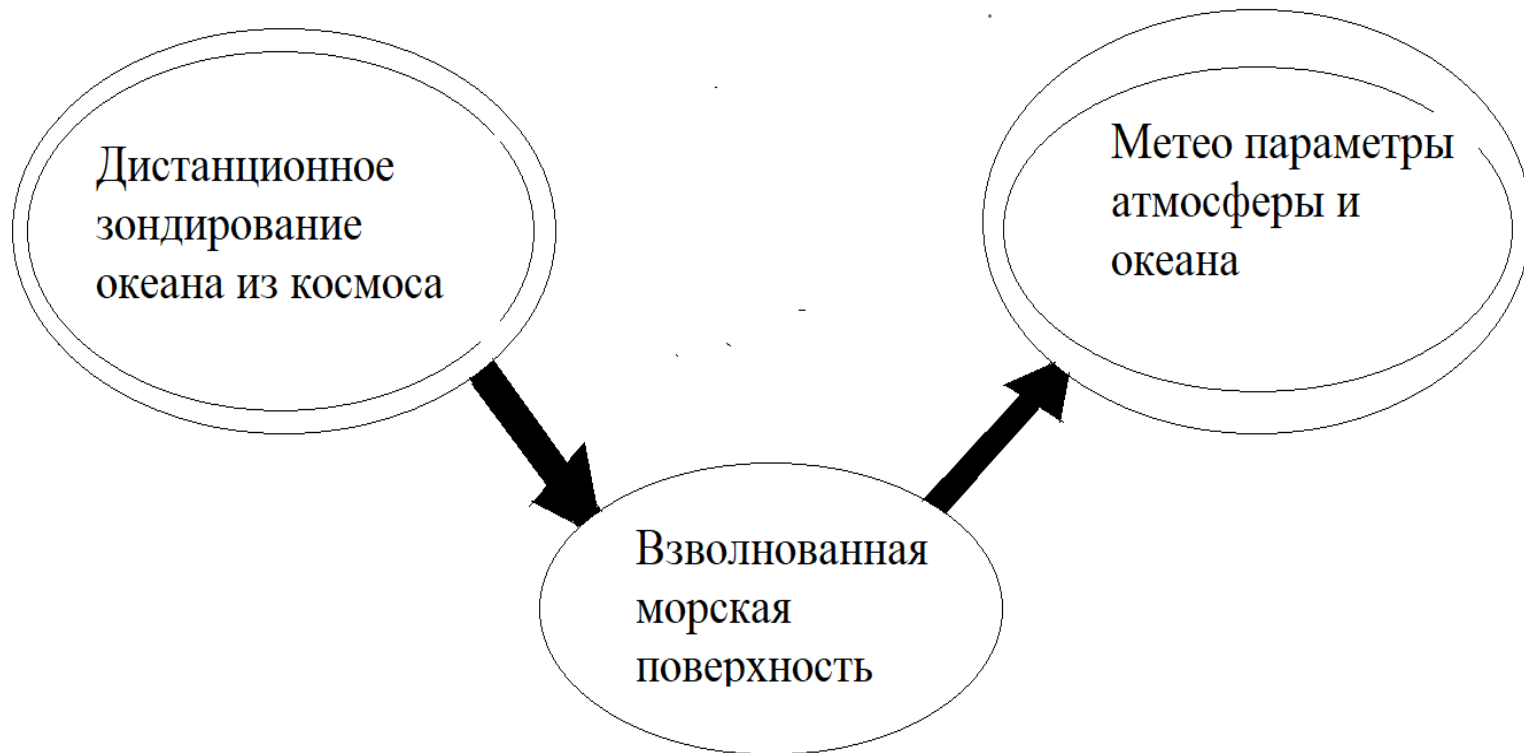 Дистанционное
зондирование
океана из космоса
Метео параметры
атмосферы и
океана
Взволнованная
морская
поверхность